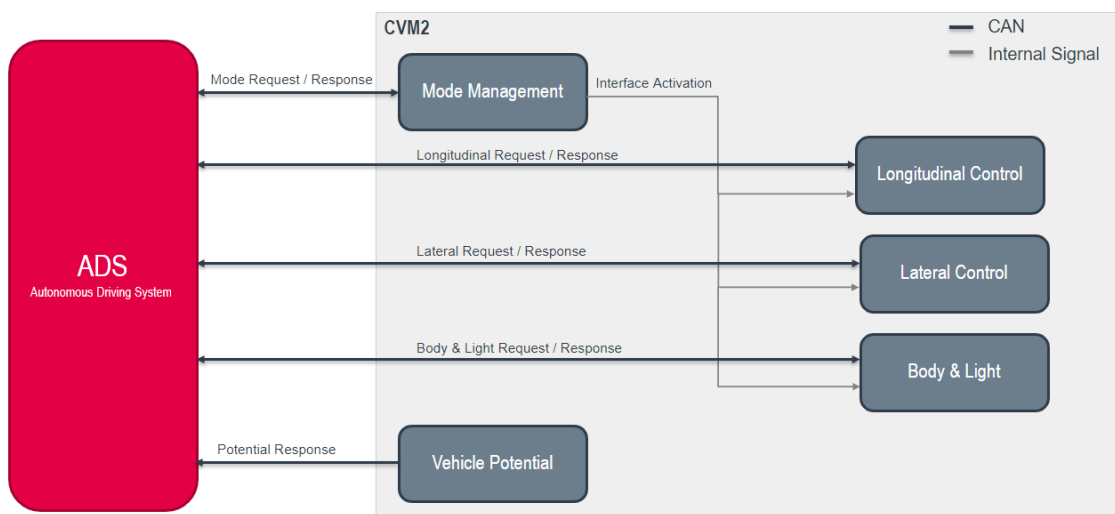 CVM2
CAN
Internal Signal
Mode Request / Response
Mode Management
Interface Activation
Longitudinal Request / Response
Longitudinal Control
ADS
Autonomous Driving System
Lateral Request / Response
Lateral Control
Body & Light Request / Response
Body & Light
Potential Response
Vehicle Potential